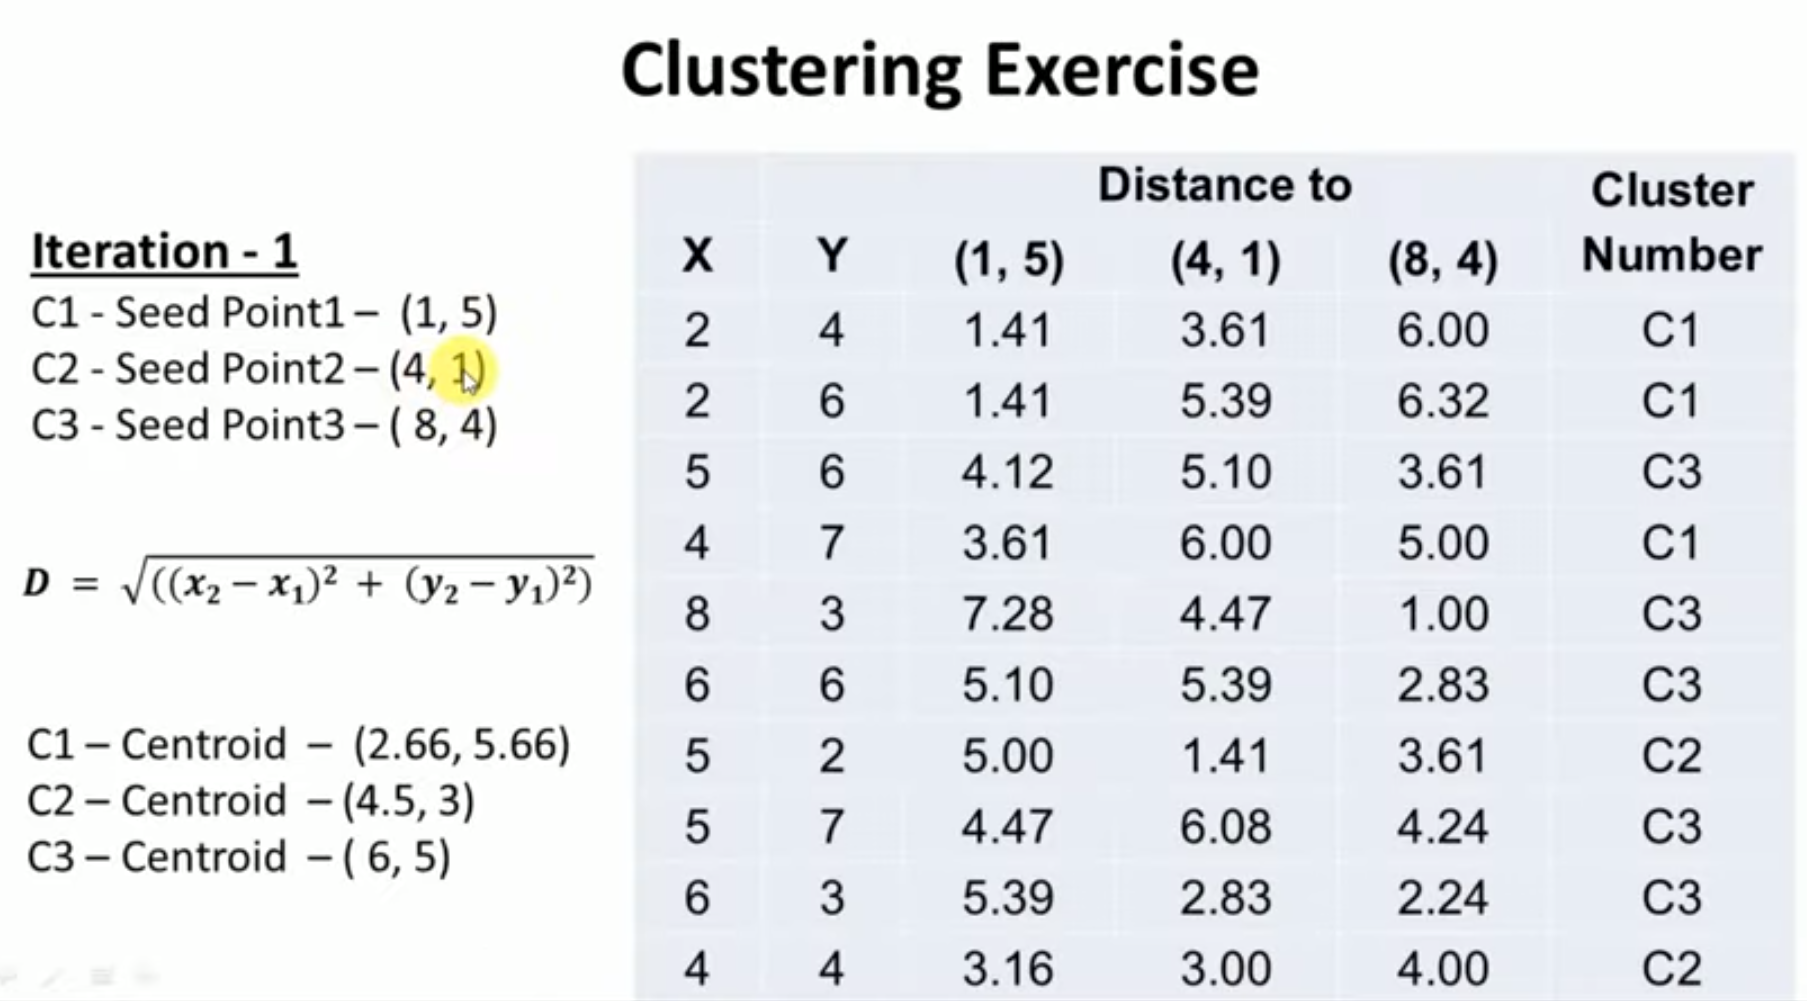 Clustering Exercise
Iteration - 1
C1 - Seed Point1 – (1, 5)
C2 - Seed Point2 – (4, 1)
C3 - Seed Point3 – ( 8, 4)
D = √((x₂ – x₁)² + (y₂ – y₁)²)
C1 – Centroid – (2.66, 5.66)
C2 – Centroid – (4.5, 3)
C3 – Centroid – ( 6, 5)
Distance to Cluster
X Y (1, 5) (4, 1) (8, 4) Number
2 4 1.41 3.61 6.00 C1
2 6 1.41 5.39 6.32 C1
5 6 4.12 5.10 3.61 C3
4 7 3.61 6.00 5.00 C1
8 3 7.28 4.47 1.00 C3
6 6 5.10 5.39 2.83 C3
5 2 5.00 1.41 3.61 C2
5 7 4.47 6.08 4.24 C3
6 3 5.39 2.83 2.24 C3
4 4 3.16 3.00 4.00 C2